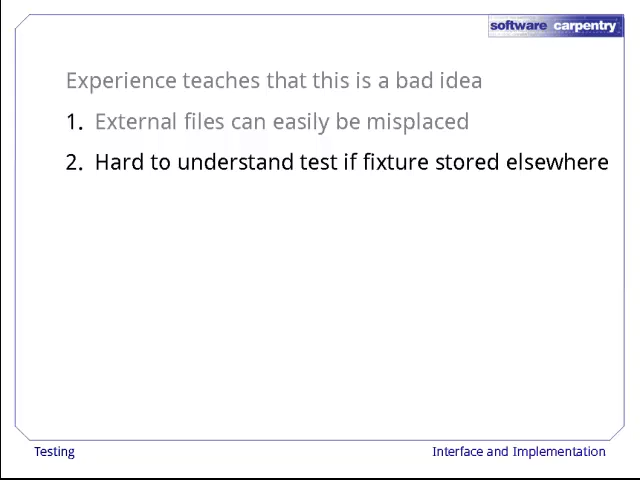 software carpentry
Experience teaches that this is a bad idea
1. External files can easily be misplaced
2. Hard to understand test if fixture stored elsewhere
Testing
Interface and Implementation